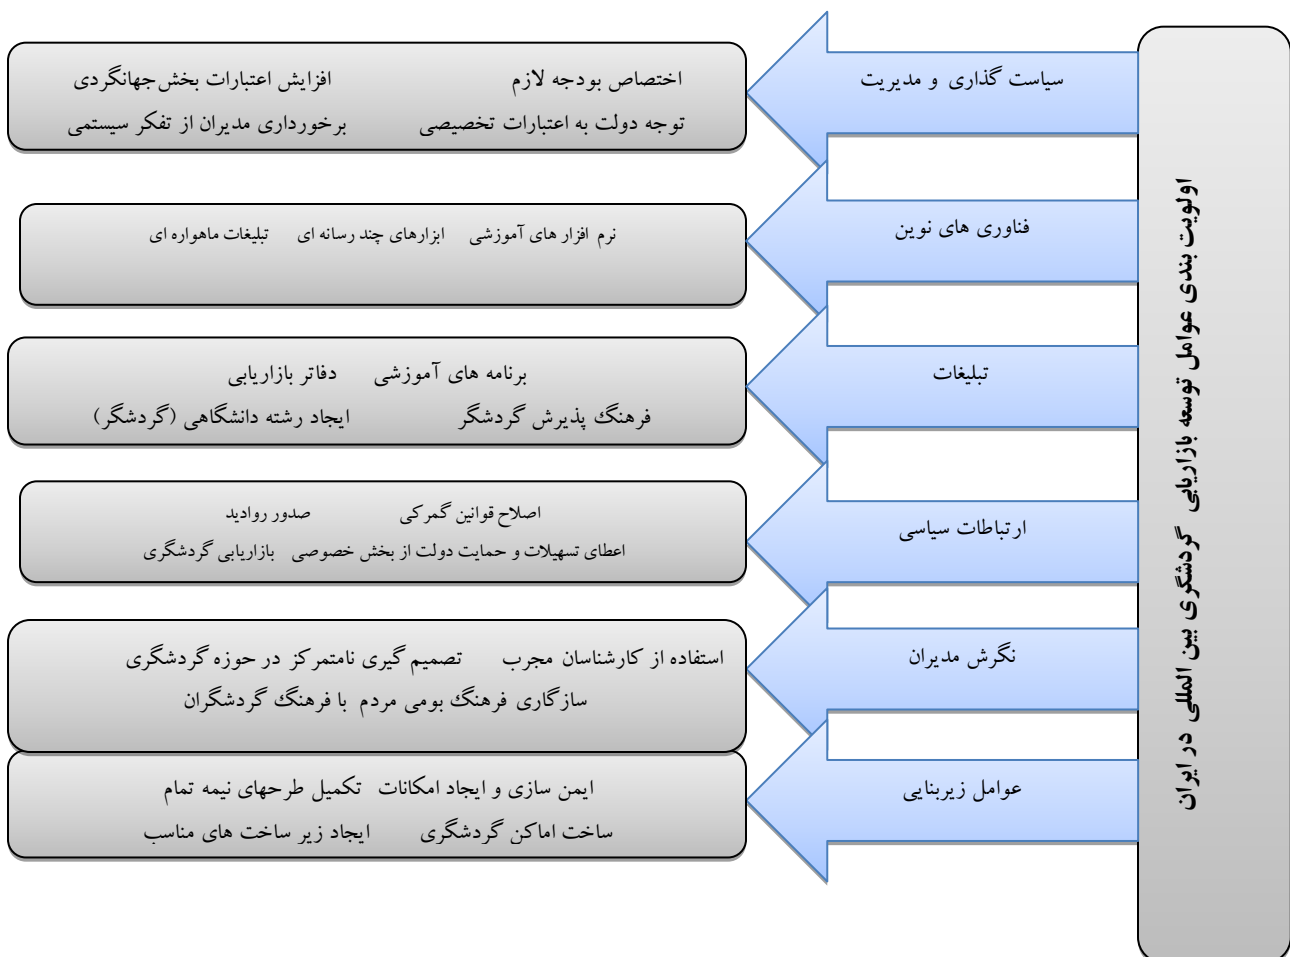 اولویت بندی عوامل توسعه بازاریابی گردشگری بین المللی در ایران
سیاست گذاری و مدیریت
اختصاص بودجه لازم افزایش اعتبارات بخش جهانگردی
توجه دولت به اعتبارات تخصیصی برخورداری مدیران از تفکر سیستمی
فناوری های نوین
نرم افزار های آموزشی ابزارهای چند رسانه ای تبلیغات ماهواره ای
تبلیغات
برنامه های آموزشی دفاتر بازاریابی
فرهنگ پذیرش گردشگر ایجاد رشته دانشگاهی (گردشگر)
ارتباطات سیاسی
اصلاح قوانین گمرکی صدور روادید
اعطای تسهیلات و حمایت دولت از بخش خصوصی بازاریابی گردشگری
نگرش مدیران
استفاده از کارشناسان مجرب تصمیم گیری نامتمرکز در حوزه گردشگری
سازگاری فرهنگ بومی مردم با فرهنگ گردشگران
عوامل زیربنایی
ایمن سازی و ایجاد امکانات تکمیل طرحهای نیمه تمام
ساخت اماکن گردشگری ایجاد زیر ساخت های مناسب